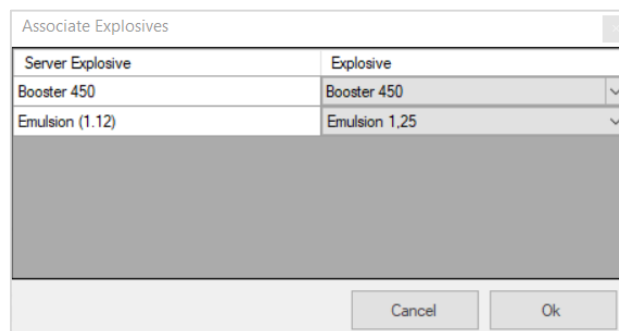 Associate Explosives
Server Explosive Explosive
Booster 450 Booster 450
Emulsion (1.12) Emulsion 1,25
Cancel Ok